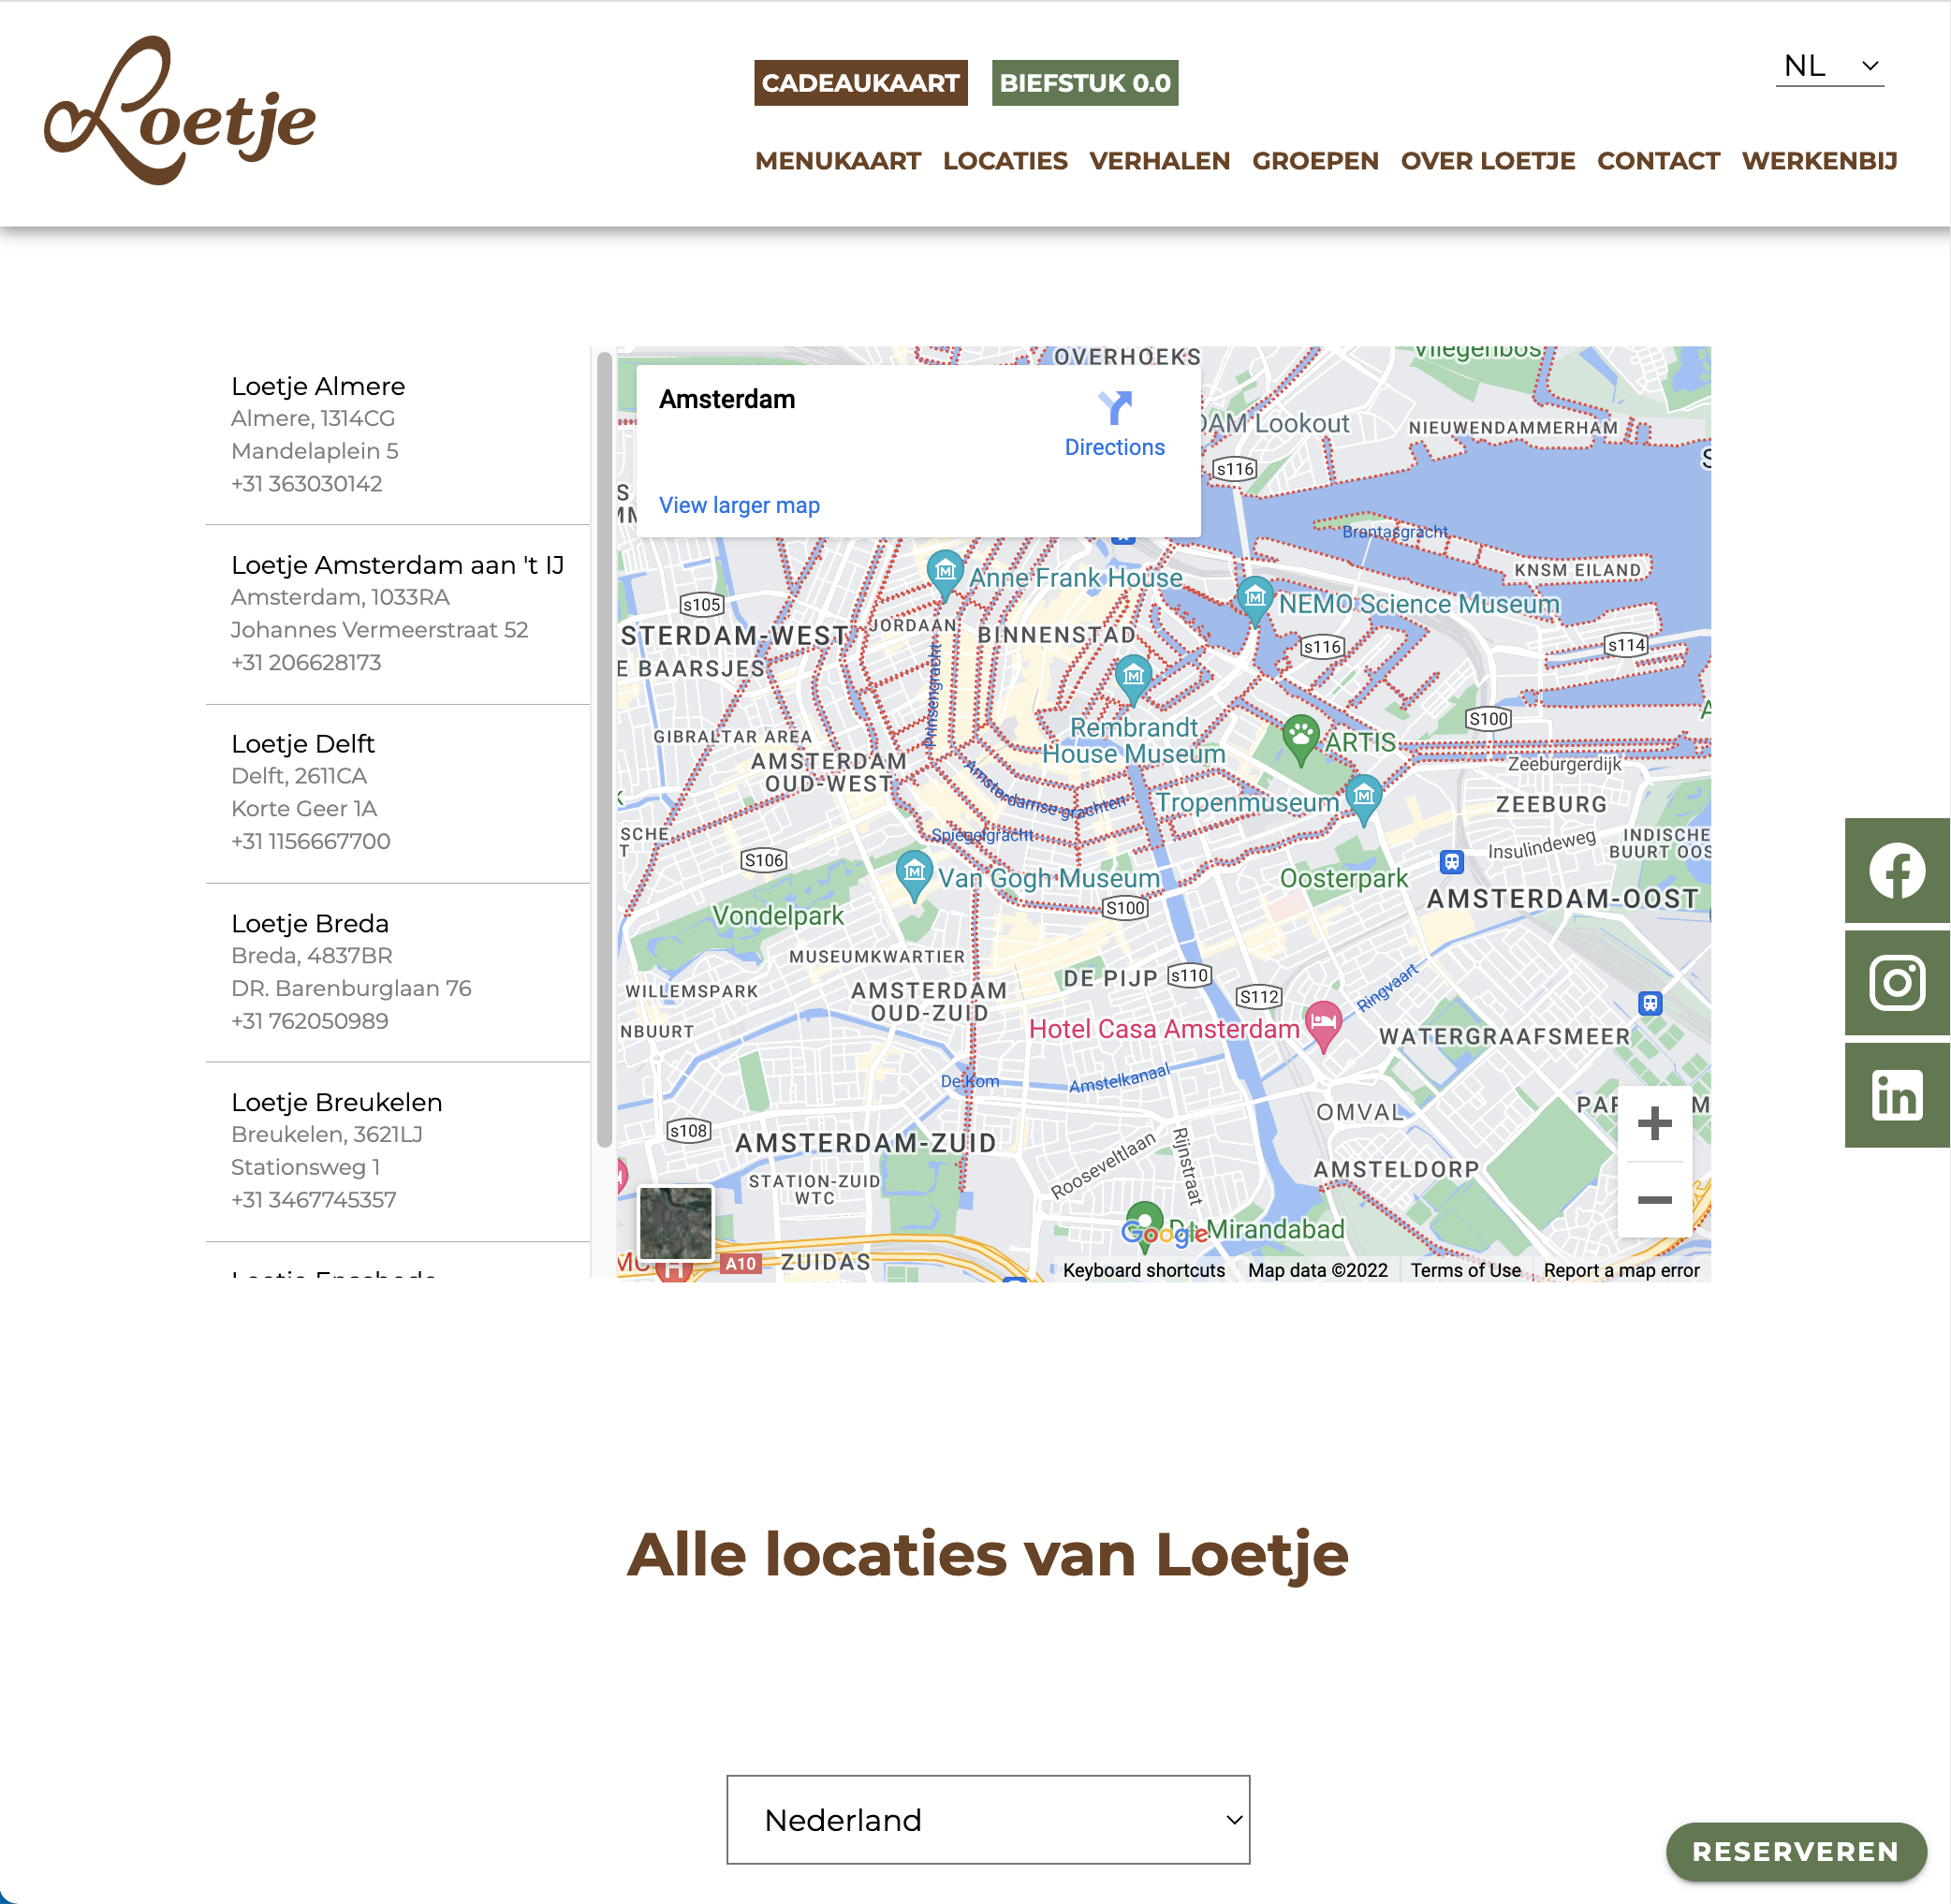 Loetje
CADEAUKAART
BIEFSTUK 0.0
NL
MENUKAART
LOCATIES
VERHALEN
GROEPEN
OVER LOETJE
CONTACT
WERKENBIJ
Loetje Almere
Almere, 1314CG
Mandelaplein 5
+31 363030142
Loetje Amsterdam aan 't IJ
Amsterdam, 1033RA
Johannes Vermeerstraat 52
+31 206628173
Loetje Delft
Delft, 2611CA
Korte Geer 1A
+31 1156667700
Loetje Breda
Breda, 4837BR
DR. Barenburglaan 76
+31 762050989
Loetje Breukelen
Breukelen, 3621LJ
Stationsweg 1
+31 3467745357
Amsterdam
Directions
View larger map
OVERHOEKS
Vliegenbos
Lookout
NIEUWENDAMMERHAM
s116
Brantasgracht
KNSM EILAND
Anne Frank House
NEMO Science Museum
s105
JORDAAN
BINNENSTAD
STERDAM-WEST
E BAARSJES
s116
s114
Prinsengracht
Rembrandt
House Museum
S100
GIBRALTAR AREA
ARTIS
AMSTERDAM
OUD-WEST
Zeeburgerdijk
Amsterdamse grachten
Tropenmuseum
ZEEBURG
SCHE
T
Spiegelgracht
Insulindeweg
INDISCHE
BUURT OOS
S106
Van Gogh Museum
Oosterpark
AMSTERDAM-OOST
S100
Vondelpark
MUSEUMKWARTIER
DE PIJP
s110
WILLEMSPARK
AMSTERDAM
OUD-ZUID
S112
Ringvaart
NBUURT
Hotel Casa Amsterdam
WATERGRAAFSMEER
De Kom
Amstelkanaal
OMVAL
s108
AMSTERDAM-ZUID
Rooseveltlaan
Rijnstraat
AMSTELDORP
STATION-ZUID
WTC
Mirandabad
Google
A10
ZUIDAS
Keyboard shortcuts
Map data ©2022
Terms of Use
Report a map error
Alle locaties van Loetje
Nederland
RESERVEREN